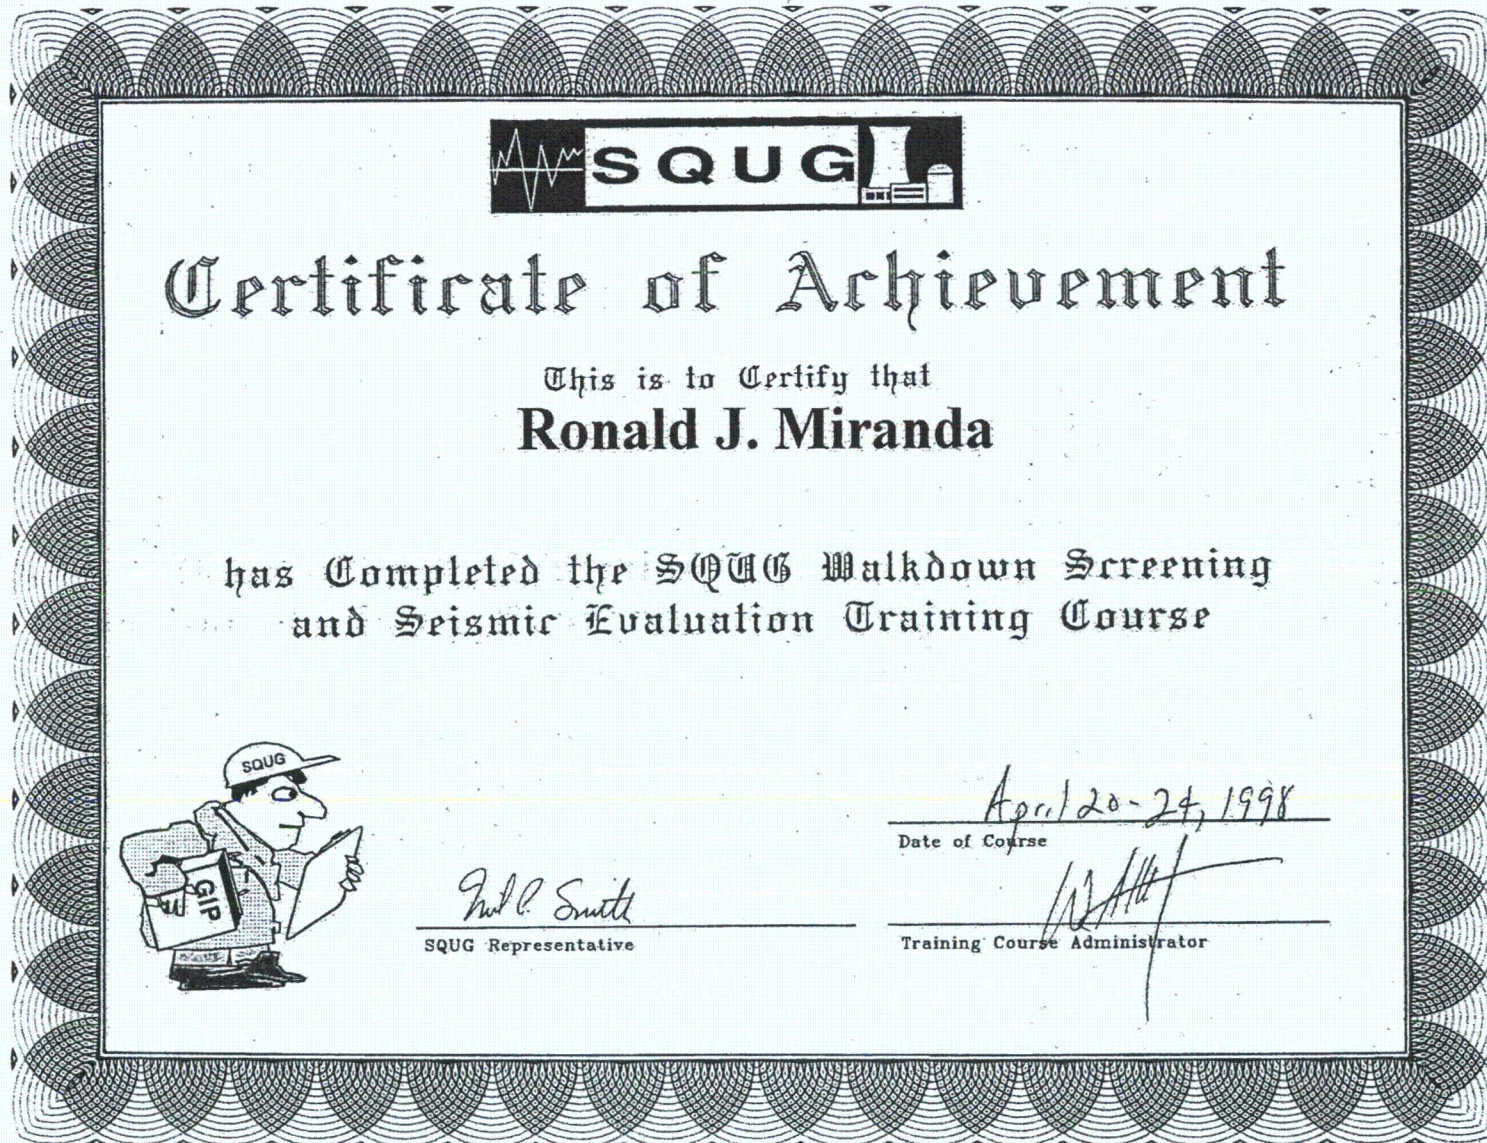 SQUG
Certificate of Achievement
This is to Certify that
Ronald J. Miranda
has Completed the SQUG Walkdown Screening
and Seismic Evaluation Training Course
SQUG
GIP
April 20-24, 1998
Date of Course
Smith
SQUG Representative
Training Course Administrator